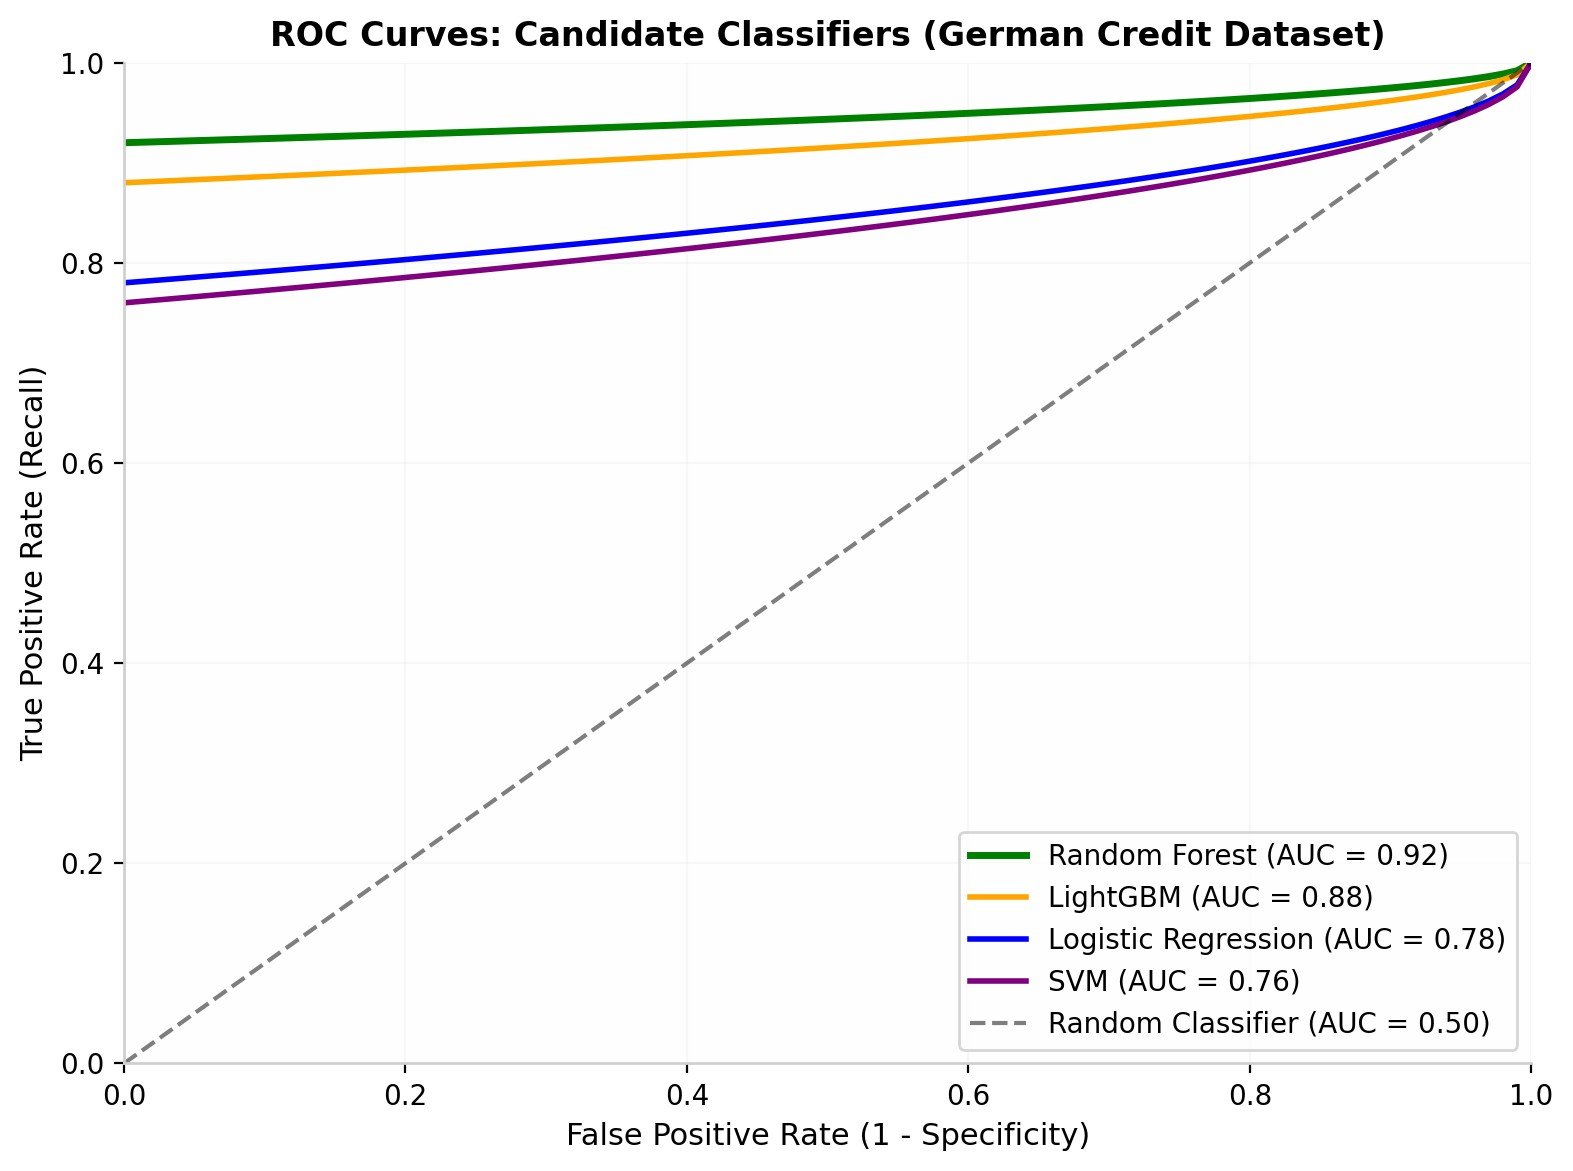 ROC Curves: Candidate Classifiers (German Credit Dataset)
True Positive Rate (Recall)
1.0
0.8
0.6
0.4
0.2
0.0
Random Forest (AUC = 0.92)
LightGBM (AUC = 0.88)
Logistic Regression (AUC = 0.78)
SVM (AUC = 0.76)
Random Classifier (AUC = 0.50)
0.0 0.2 0.4 0.6 0.8 1.0
False Positive Rate (1 - Specificity)